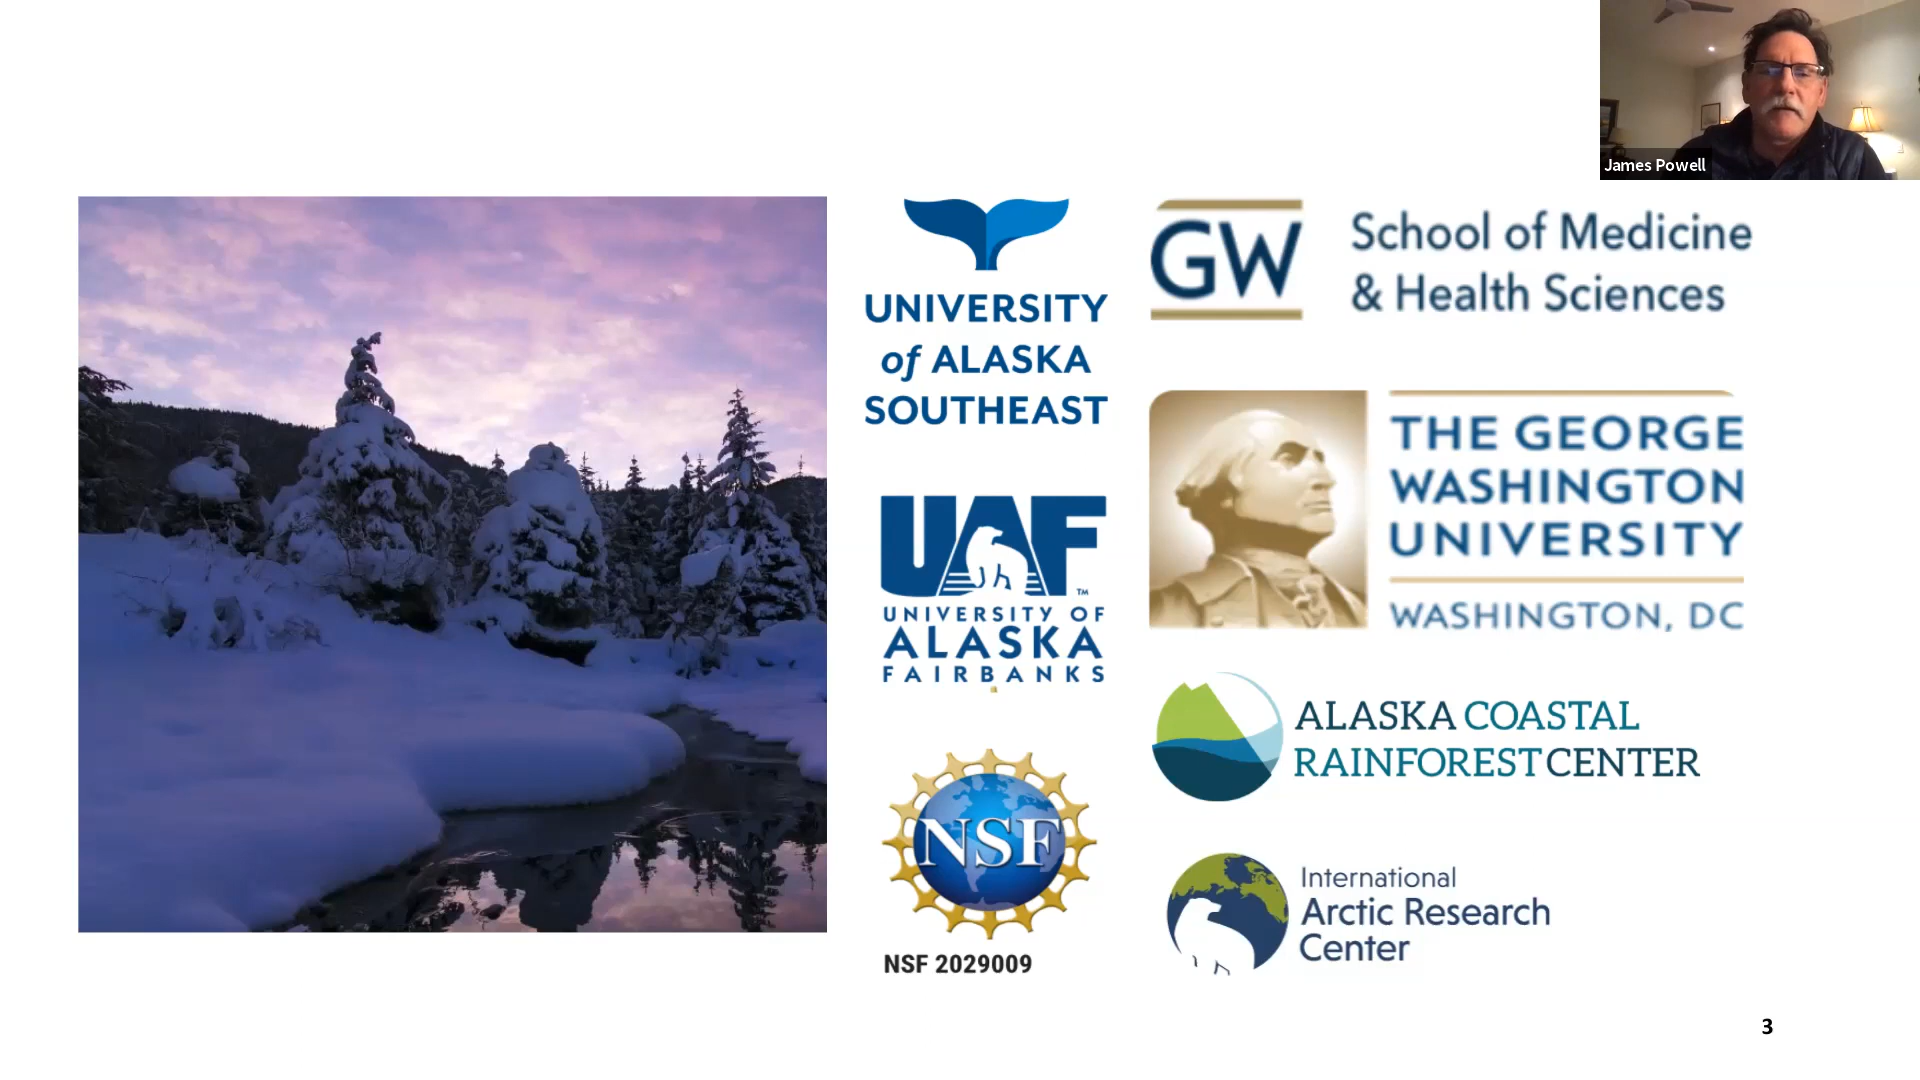 James Powell
UNIVERSITY
of ALASKA
SOUTHEAST
GW
School of Medicine
& Health Sciences
THE GEORGE
WASHINGTON
UNIVERSITY
WASHINGTON, DC
UAF
TM
UNIVERSITY OF
ALASKA
FAIRBANKS
ALASKA COASTAL
RAINFOREST CENTER
NSF
NSF 2029009
International
Arctic Research
Center
3